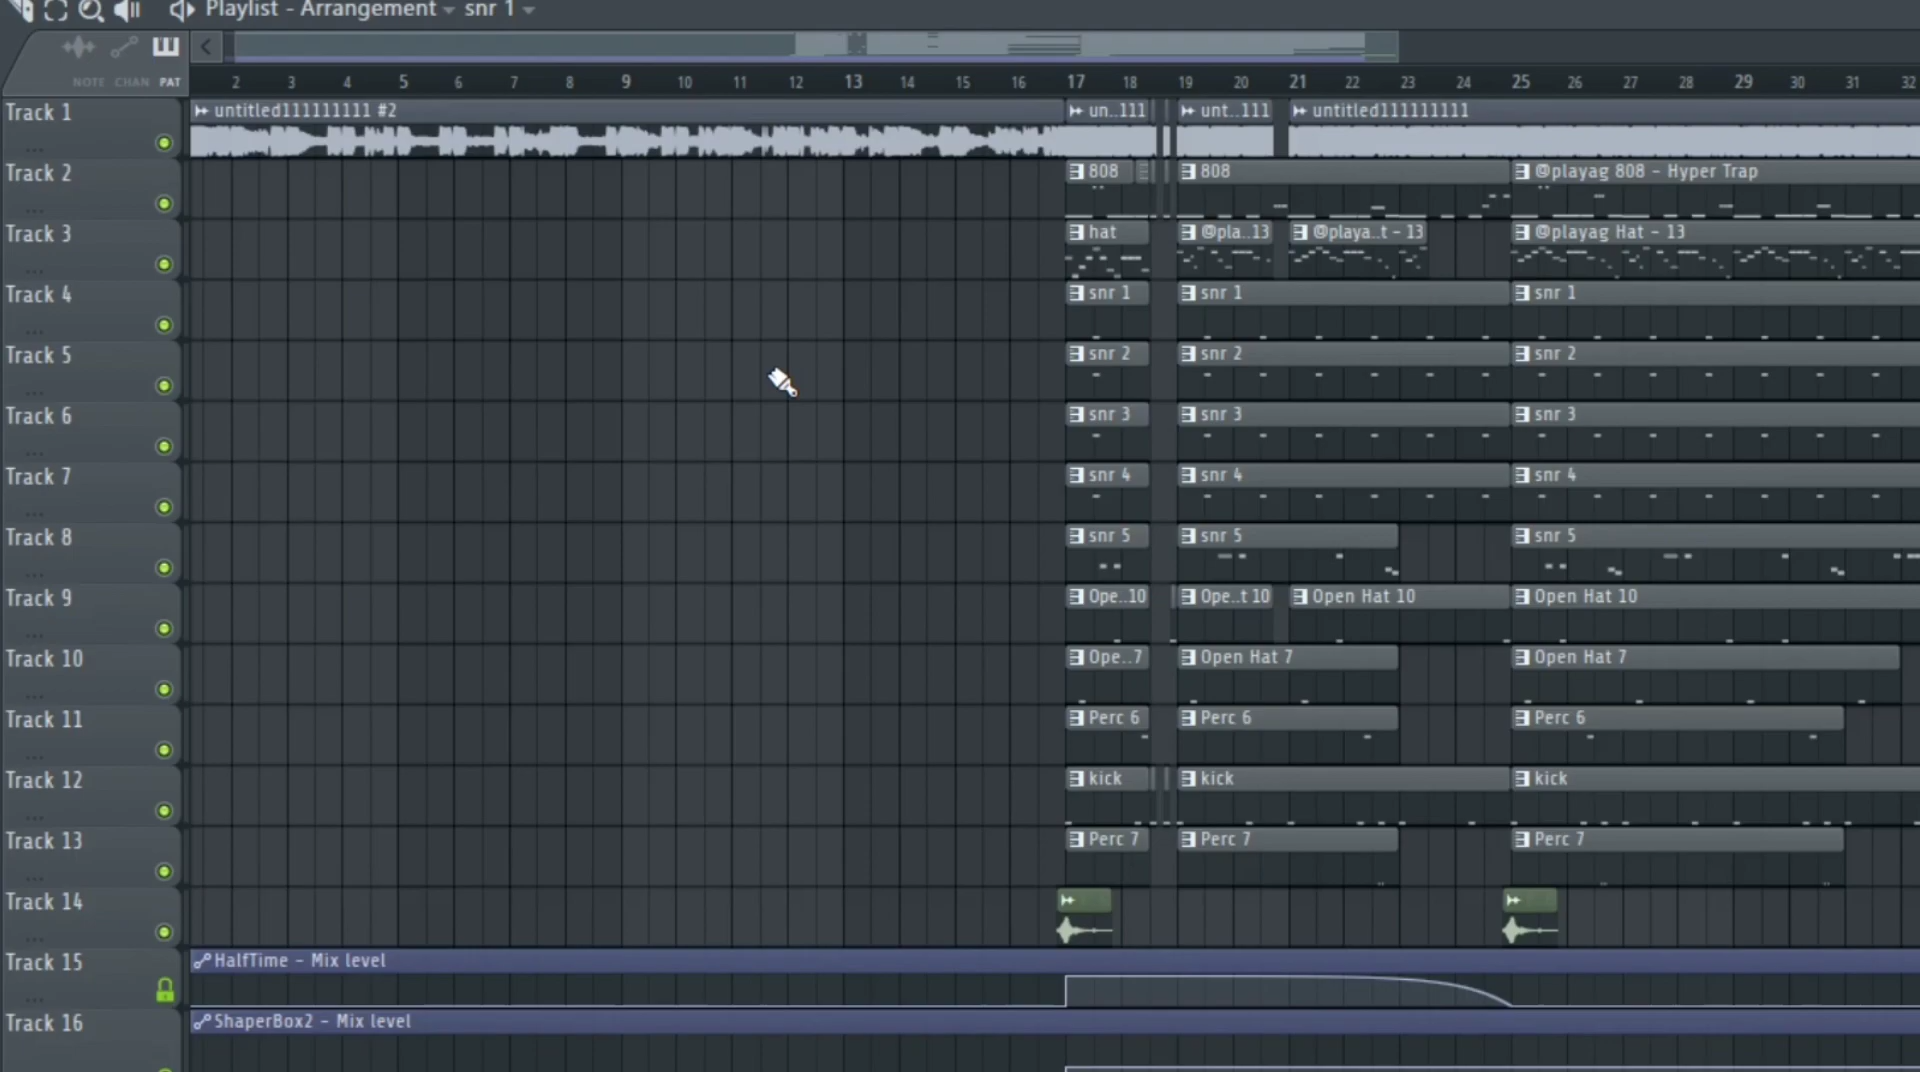 Playlist - Arrangement snr 1
NOTE CHAN PAT
2 3 4 5 6 7 8 9 10 11 12 13 14 15 16 17 18 19 20 21 22 23 24 25 26 27 28 29 30 31 32
Track 1 untitled111111111 #2 un..111 unt..111 untitled111111111
Track 2 808 808 @playag 808 - Hyper Trap
Track 3 hat @pla..13 @playa..t - 13 @playag Hat - 13
Track 4 snr 1 snr 1 snr 1
Track 5 snr 2 snr 2 snr 2
Track 6 snr 3 snr 3 snr 3
Track 7 snr 4 snr 4 snr 4
Track 8 snr 5 snr 5 snr 5
Track 9 Ope..10 Ope..t 10 Open Hat 10 Open Hat 10
Track 10 Ope..7 Open Hat 7 Open Hat 7
Track 11 Perc 6 Perc 6 Perc 6
Track 12 kick kick kick
Track 13 Perc 7 Perc 7 Perc 7
Track 14
Track 15 HalfTime - Mix level
Track 16 ShaperBox2 - Mix level